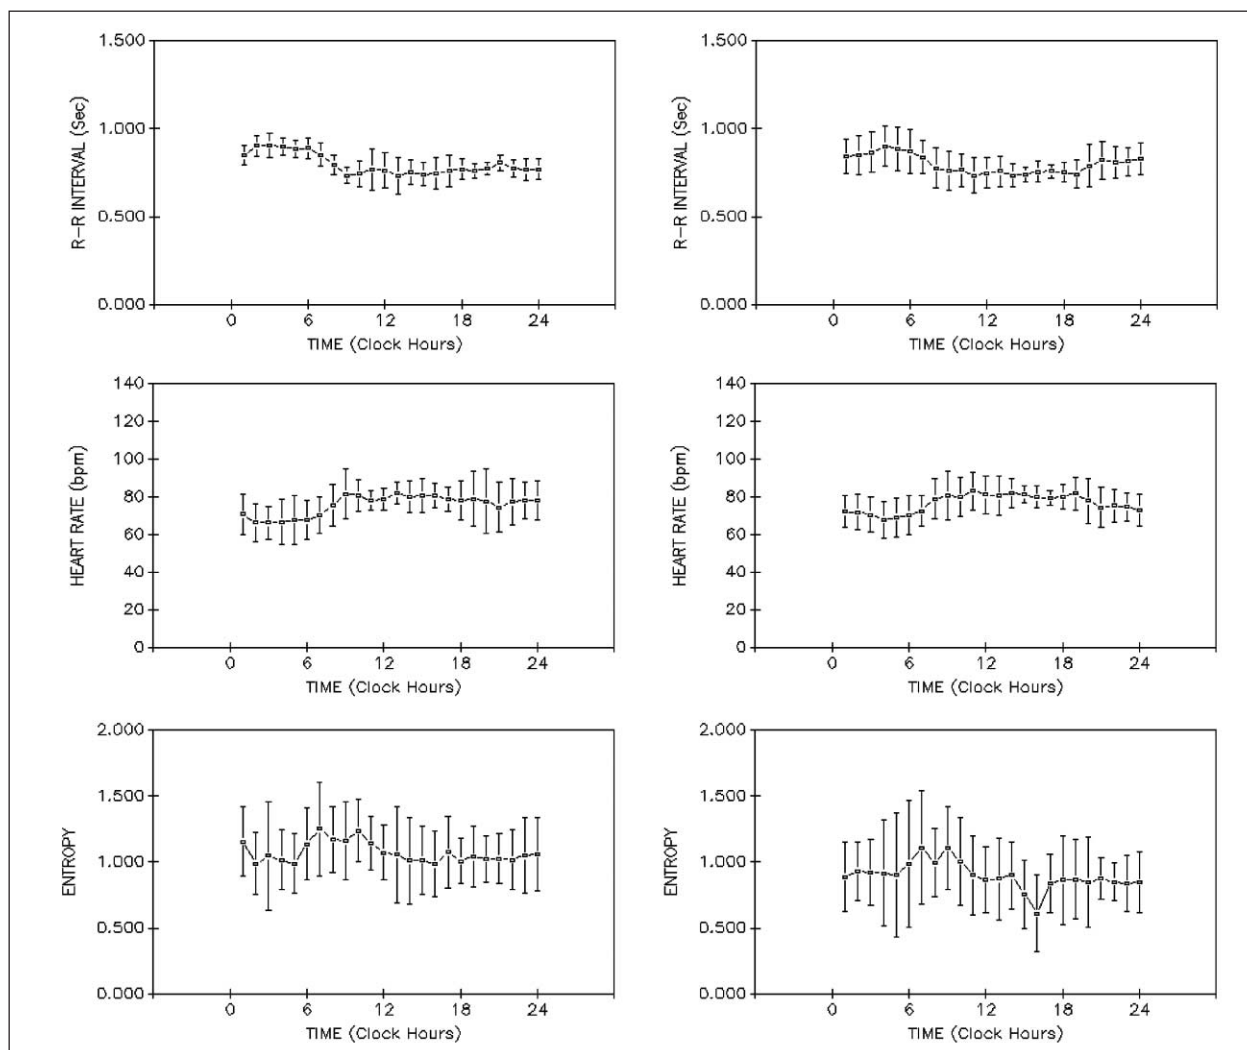 1.500
1.000
0.500
0.000
R-R INTERVAL (Sec)
0 6 12 18 24
TIME (Clock Hours)
1.500
1.000
0.500
0.000
R-R INTERVAL (Sec)
0 6 12 18 24
TIME (Clock Hours)
140
120
100
80
60
40
20
0
HEART RATE (bpm)
0 6 12 18 24
TIME (Clock Hours)
140
120
100
80
60
40
20
0
HEART RATE (bpm)
0 6 12 18 24
TIME (Clock Hours)
2.000
1.500
1.000
0.500
0.000
ENTROPY
0 6 12 18 24
TIME (Clock Hours)
2.000
1.500
1.000
0.500
0.000
ENTROPY
0 6 12 18 24
TIME (Clock Hours)